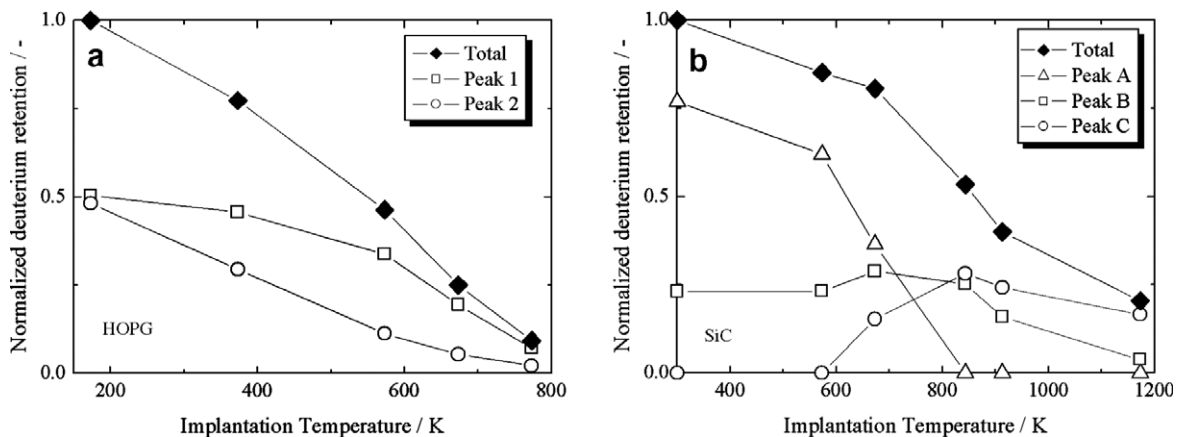 1.0
0.5
0.0
Normalized deuterium retention / -
a
Total
Peak 1
Peak 2
HOPG
200 400 600 800
Implantation Temperature / K
1.0
0.5
0.0
Normalized deuterium retention / -
b
Total
Peak A
Peak B
Peak C
SiC
400 600 800 1000 1200
Implantation Temperature / K